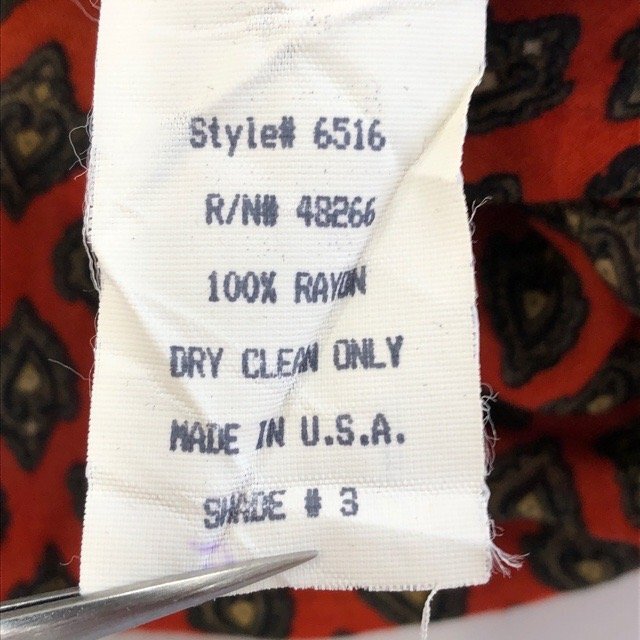 Style# 6516
R/N# 48266
100% RAYON
DRY CLEAN ONLY
MADE IN U.S.A.
SHADE # 3